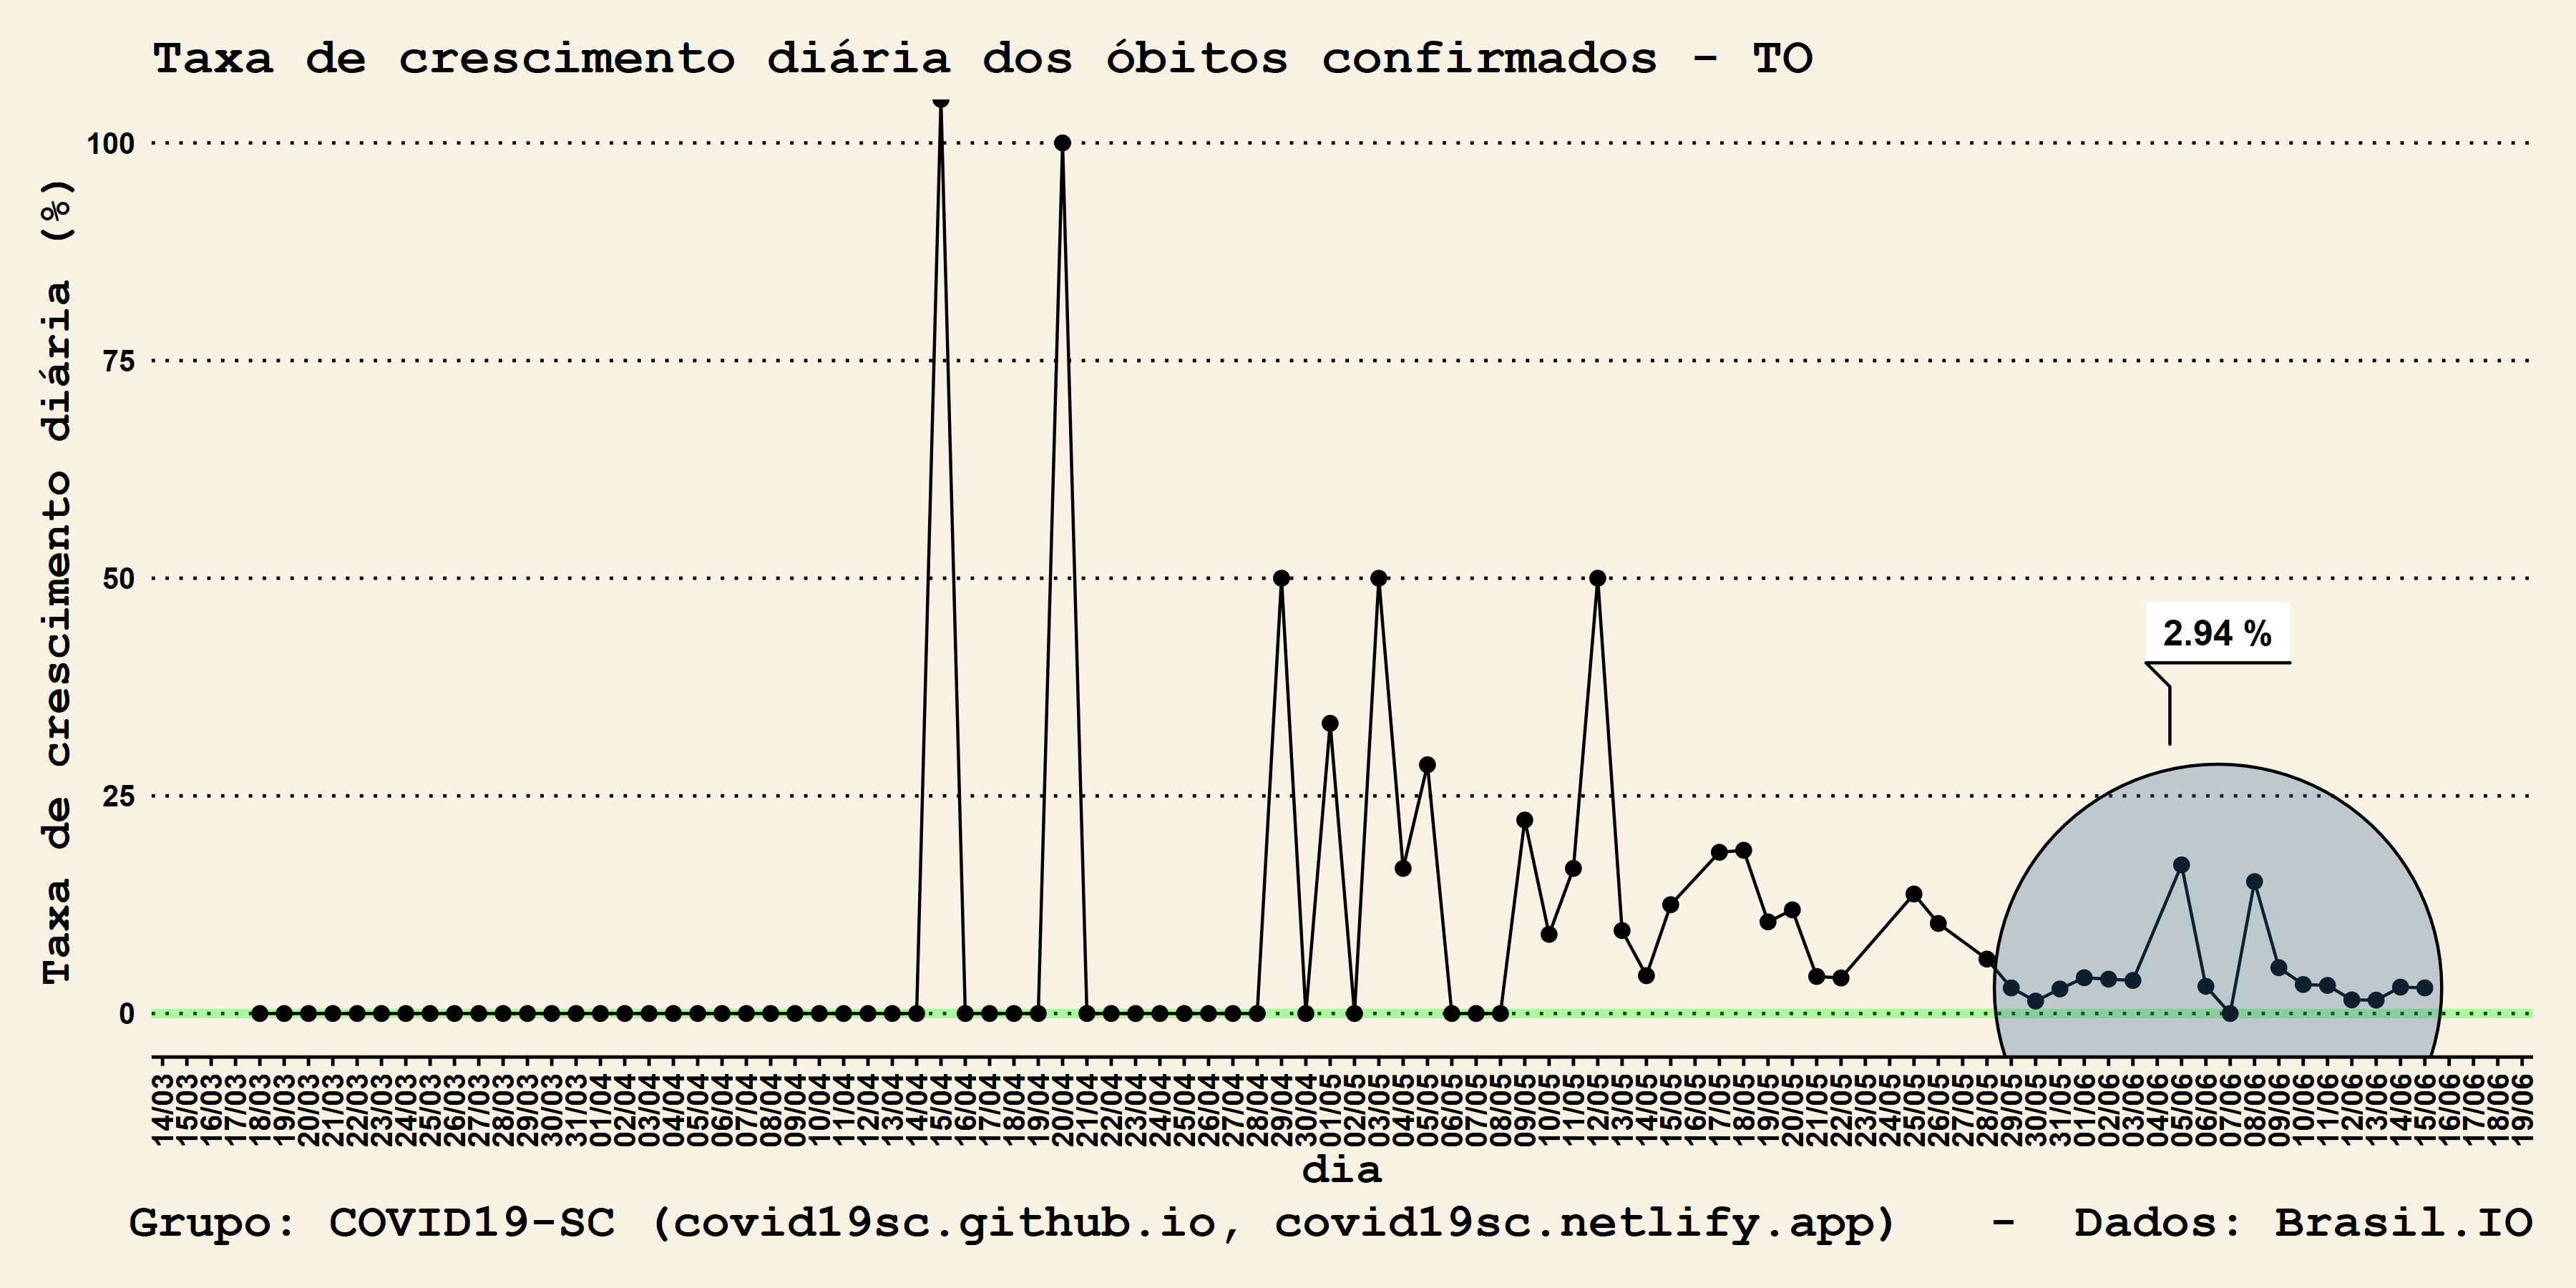 Taxa de crescimento diária dos óbitos confirmados - TO
Taxa de crescimento diária (%)
100
75
50
25
0
2.94 %
14/03 15/03 16/03 17/03 18/03 19/03 20/03 21/03 22/03 23/03 24/03 25/03 26/03 27/03 28/03 29/03 30/03 31/03 01/04 02/04 03/04 04/04 05/04 06/04 07/04 08/04 09/04 10/04 11/04 12/04 13/04 14/04 15/04 16/04 17/04 18/04 19/04 20/04 21/04 22/04 23/04 24/04 25/04 26/04 27/04 28/04 29/04 30/04 01/05 02/05 03/05 04/05 05/05 06/05 07/05 08/05 09/05 10/05 11/05 12/05 13/05 14/05 15/05 16/05 17/05 18/05 19/05 20/05 21/05 22/05 23/05 24/05 25/05 26/05 27/05 28/05 29/05 30/05 31/05 01/06 02/06 03/06 04/06 05/06 06/06 07/06 08/06 09/06 10/06 11/06 12/06 13/06 14/06 15/06 16/06 17/06 18/06 19/06
dia
Grupo: COVID19-SC (covid19sc.github.io, covid19sc.netlify.app) - Dados: Brasil.IO